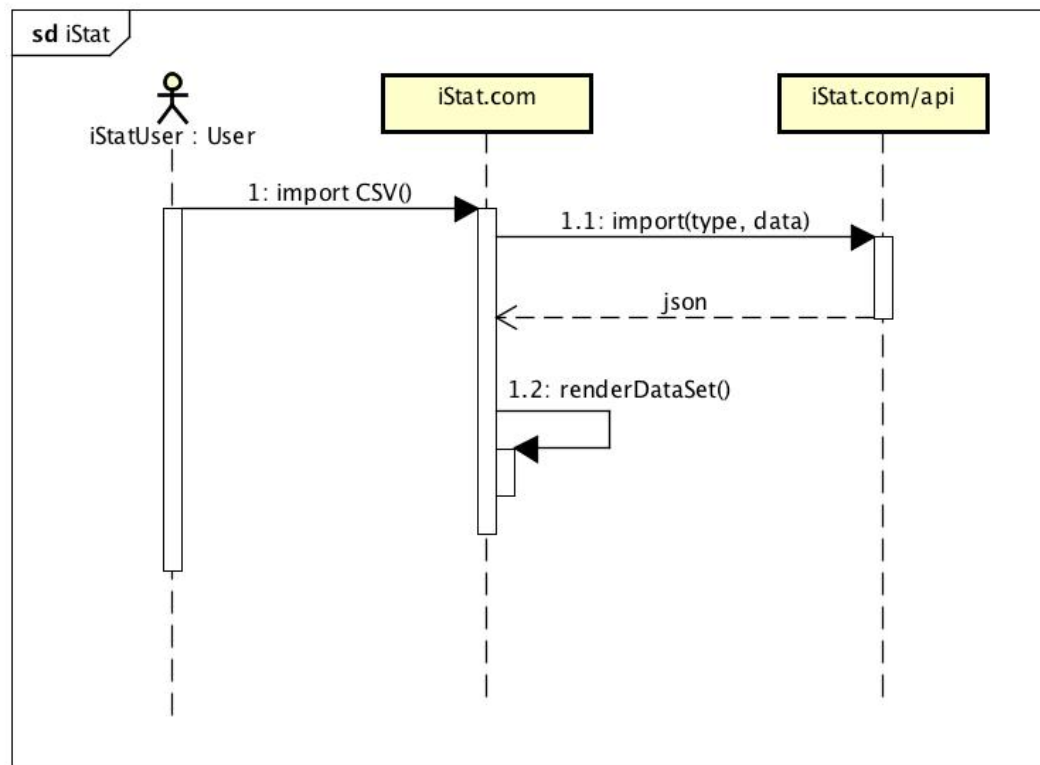 sd iStat
iStatUser : User
iStat.com
iStat.com/api
1: import CSV()
1.1: import(type, data)
json
1.2: renderDataSet()